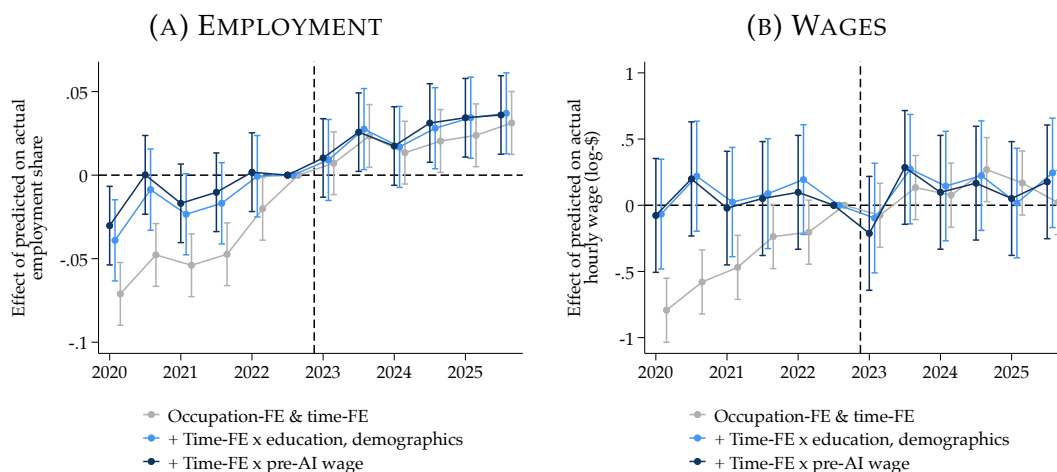 (A) EMPLOYMENT
Effect of predicted on actual
employment share
.05
0
-.05
-.1
2020 2021 2022 2023 2024 2025
Occupation-FE & time-FE
+ Time-FE x education, demographics
+ Time-FE x pre-AI wage
(B) WAGES
Effect of predicted on actual
hourly wage (log-$)
1
.5
0
-.5
-1
2020 2021 2022 2023 2024 2025
Occupation-FE & time-FE
+ Time-FE x education, demographics
+ Time-FE x pre-AI wage